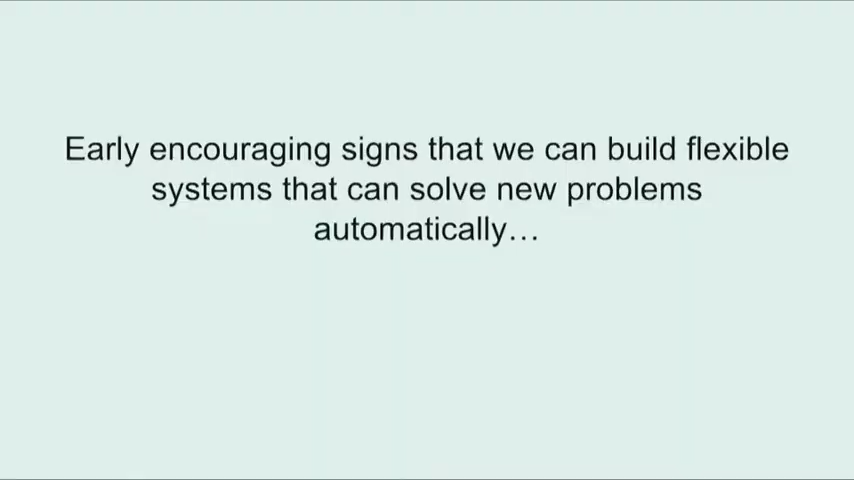 Early encouraging signs that we can build flexible
systems that can solve new problems
automatically…